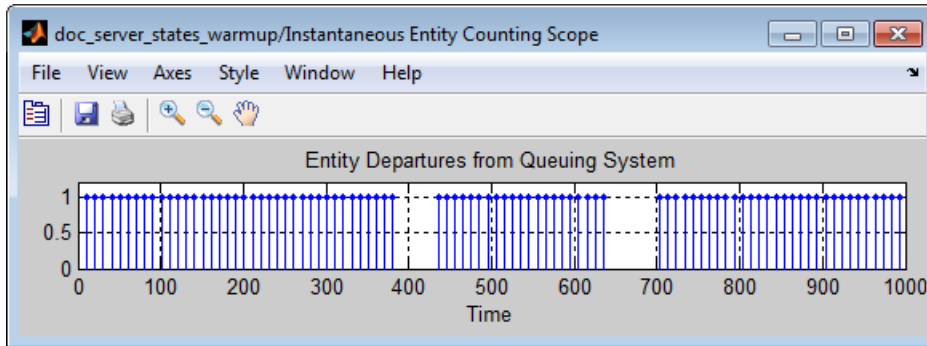 doc_server_states_warmup/Instantaneous Entity Counting Scope
File View Axes Style Window Help
Entity Departures from Queuing System
1
0.5
0
0 100 200 300 400 500 600 700 800 900 1000
Time